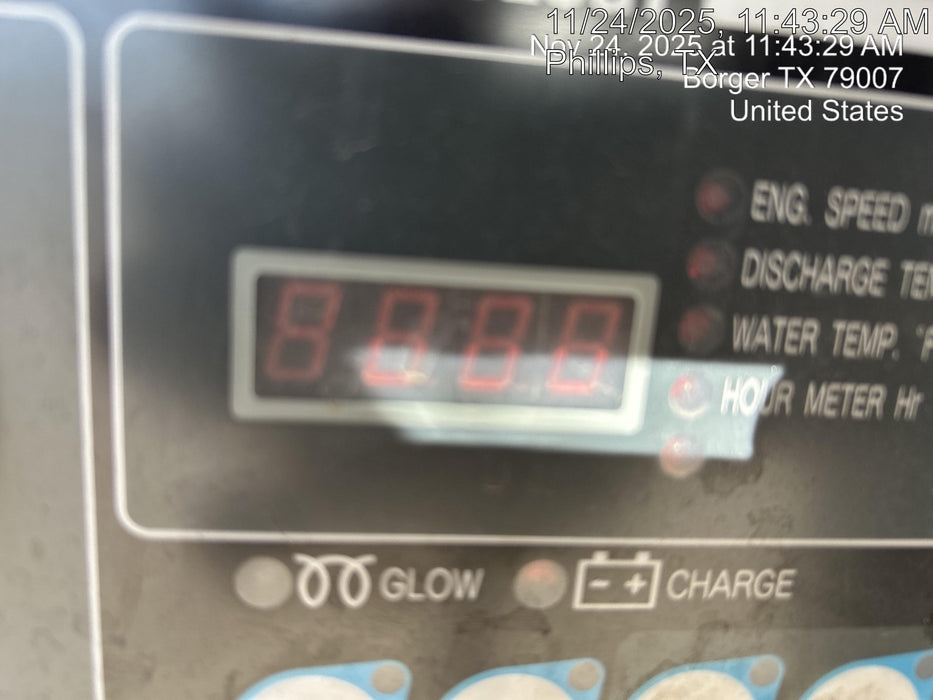 11/24/2025, 11:43:29 AM
Nov 24, 2025 at 11:43:29 AM
Phillips, TX
Borger TX 79007
United States
ENG. SPEED
DISCHARGE
WATER TEMP. °F
HOUR METER Hr
GLOW
- +
CHARGE